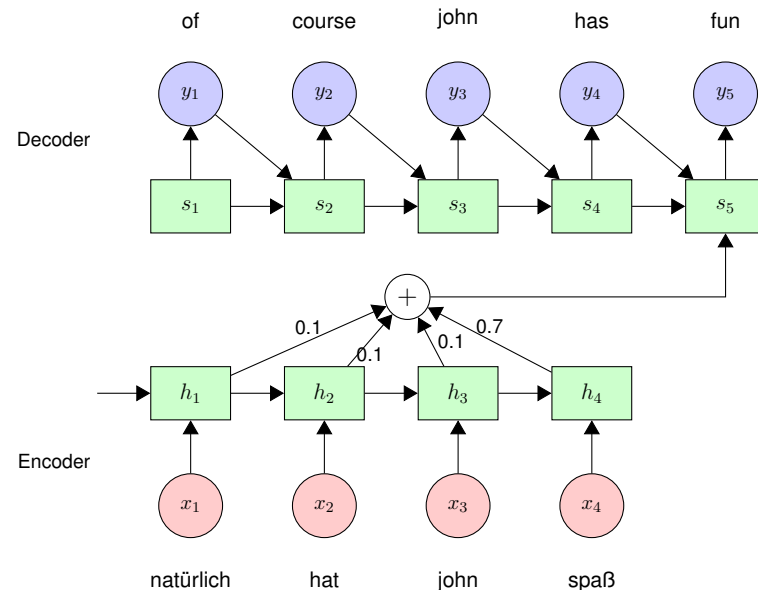 of course john has fun
y1 y2 y3 y4 y5
Decoder
s1 s2 s3 s4 s5
+
0.1 0.1 0.1 0.7
h1 h2 h3 h4
Encoder
x1 x2 x3 x4
natürlich hat john spaß